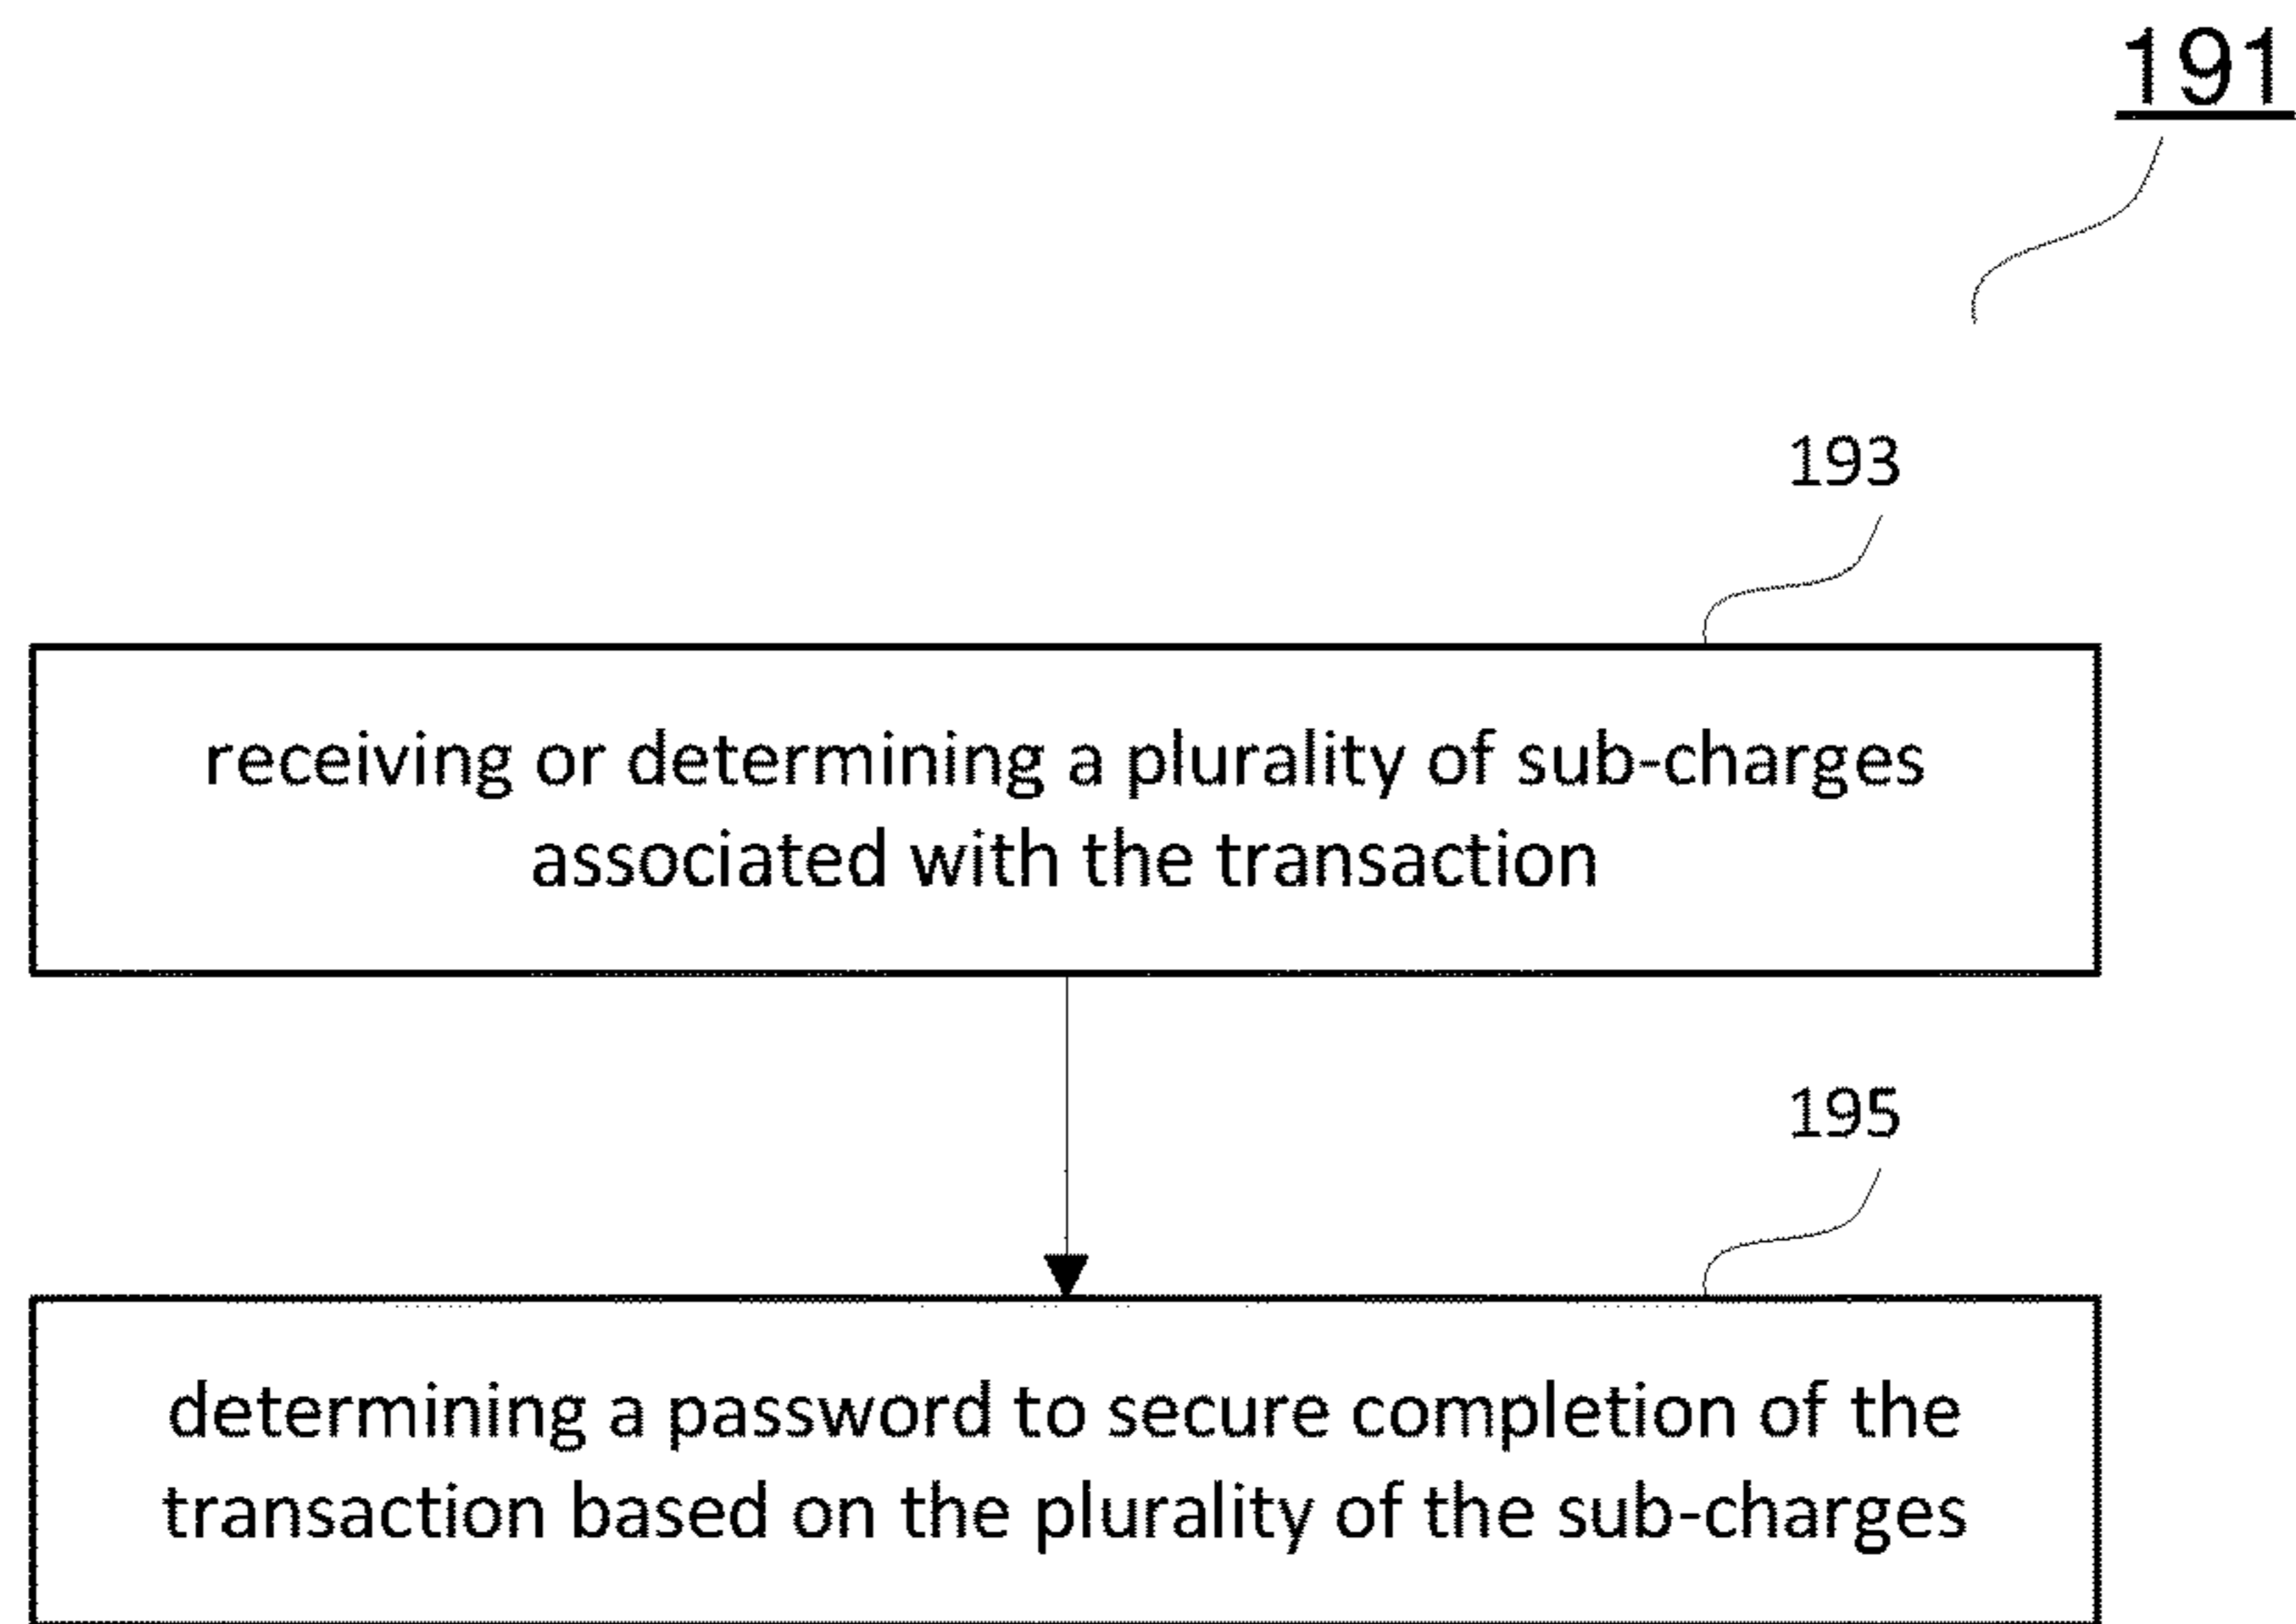 191
193
receiving or determining a plurality of sub-charges
associated with the transaction
195
determining a password to secure completion of the
transaction based on the plurality of the sub-charges